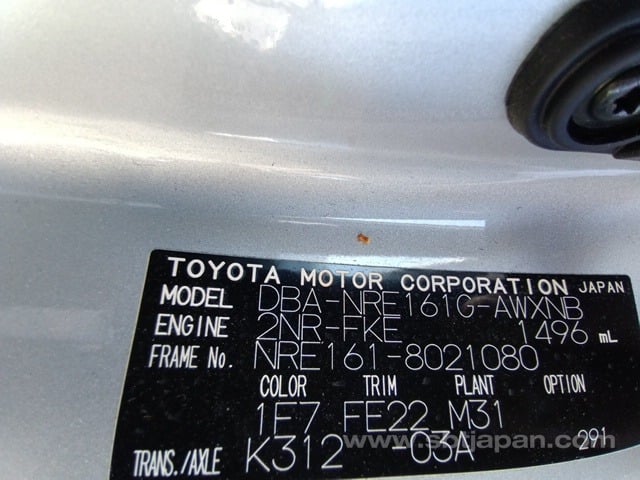 TOYOTA MOTOR CORPORATION JAPAN
MODEL DBA-NRE161G-AWXNB
ENGINE 2NR-FKE 1496 mL
FRAME No. NRE161-8021080
COLOR TRIM PLANT OPTION
1F7 FE22 M31
TRANS./AXLE K312 -03A 291
www.sbtjapan.com